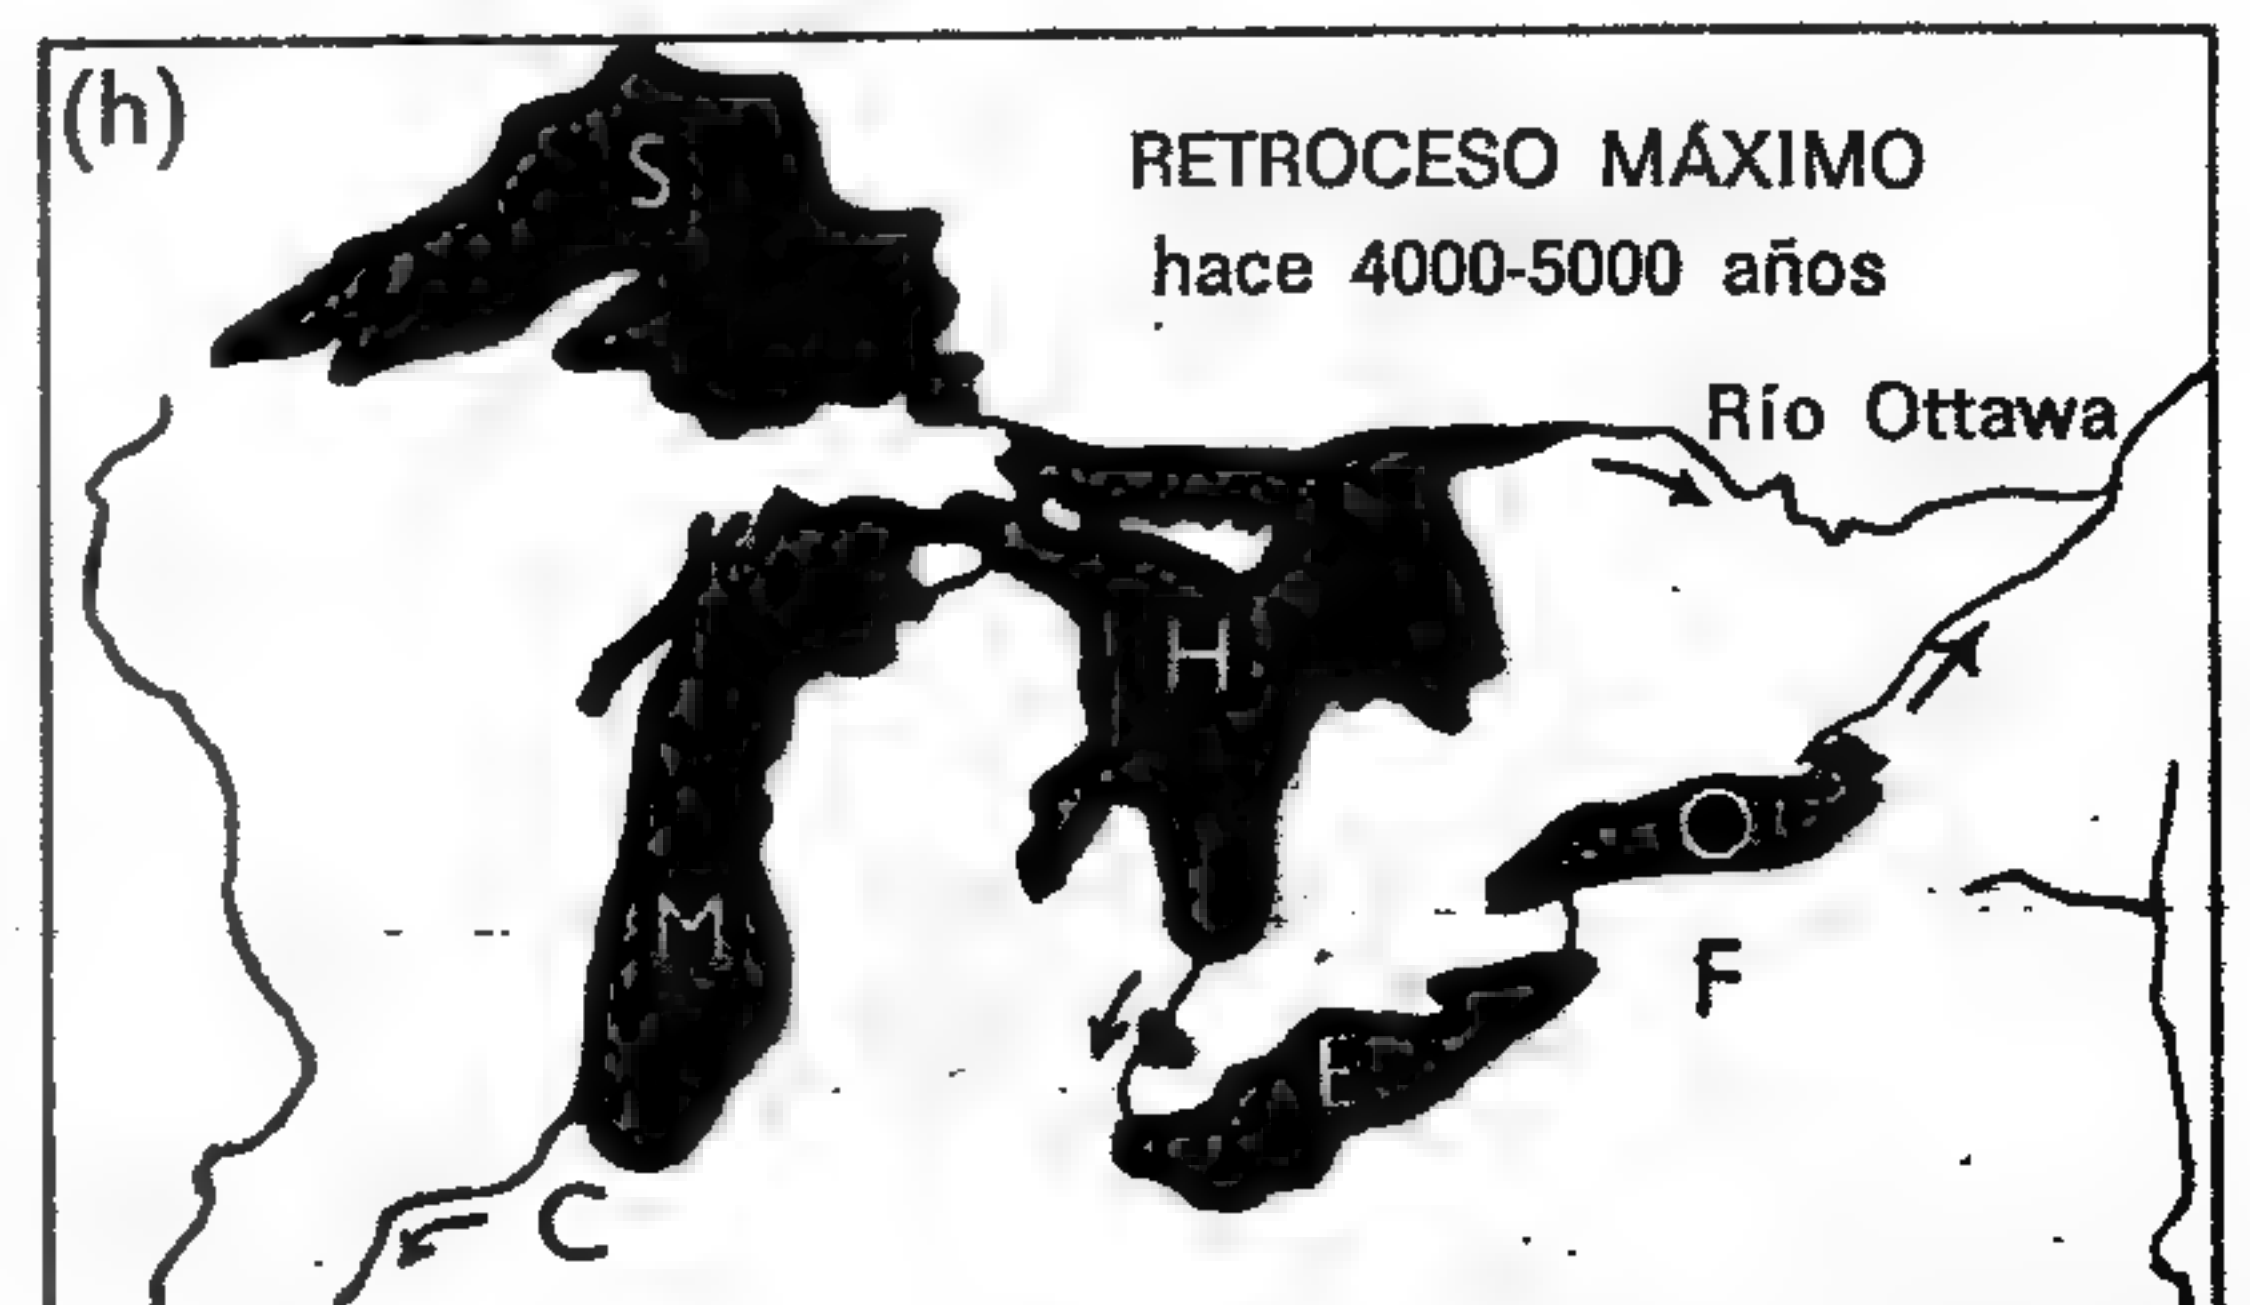 (h)
S
RETROCESO MÁXIMO
hace 4000-5000 años
Río Ottawa
H
O
M
F
E
C